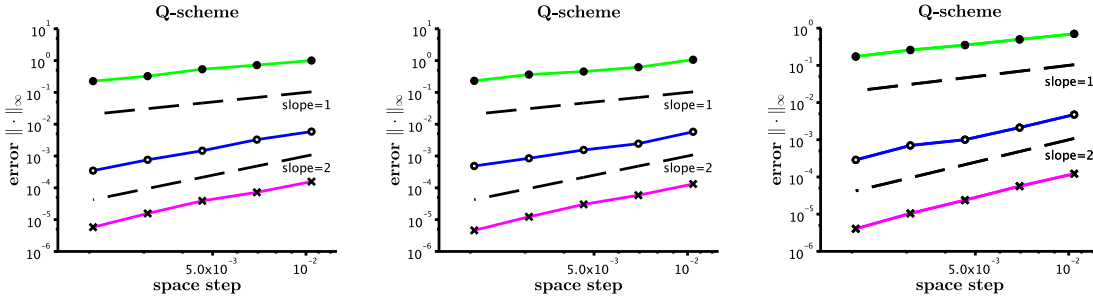 Q-scheme
10^1
10^0
10^-1
10^-2
10^-3
10^-4
10^-5
10^-6
error ‖ · ‖∞
slope=1
slope=2
5.0x10^-3
10^-2
space step
Q-scheme
10^1
10^0
10^-1
10^-2
10^-3
10^-4
10^-5
10^-6
error ‖ · ‖∞
slope=1
slope=2
5.0x10^-3
10^-2
space step
Q-scheme
10^0
10^-1
10^-2
10^-3
10^-4
10^-5
error ‖ · ‖∞
slope=1
slope=2
5.0x10^-3
10^-2
space step